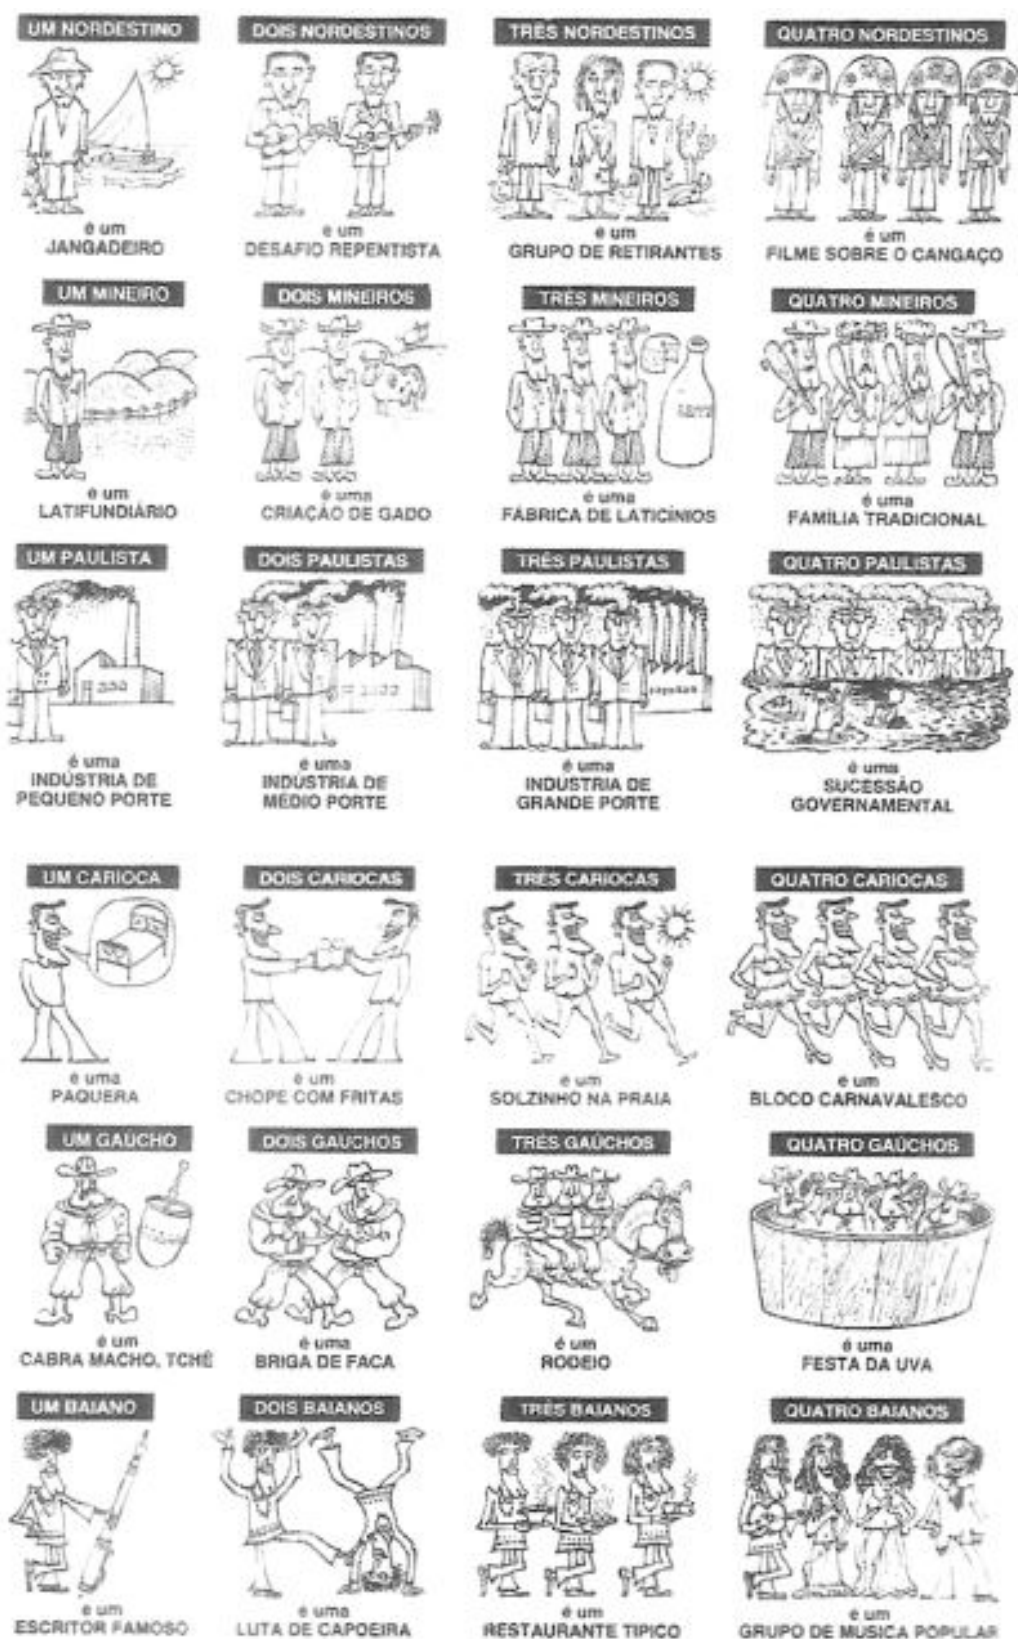 UM NORDESTINO
é um
JANGADEIRO
DOIS NORDESTINOS
é um
DESAFIO REPENTISTA
TRÊS NORDESTINOS
é um
GRUPO DE RETIRANTES
QUATRO NORDESTINOS
é um
FILME SOBRE O CANGAÇO
UM MINEIRO
é um
LATIFUNDIÁRIO
DOIS MINEIROS
é uma
CRIAÇÃO DE GADO
TRÊS MINEIROS
é uma
FÁBRICA DE LATICÍNIOS
QUATRO MINEIROS
é uma
FAMÍLIA TRADICIONAL
UM PAULISTA
é uma
INDÚSTRIA DE
PEQUENO PORTE
DOIS PAULISTAS
é uma
INDÚSTRIA DE
MÉDIO PORTE
TRÊS PAULISTAS
é uma
INDUSTRIA DE
GRANDE PORTE
QUATRO PAULISTAS
é uma
SUCESSÃO
GOVERNAMENTAL
UM CARIOCA
é uma
PAQUERA
DOIS CARIOCAS
é um
CHOPE COM FRITAS
TRÊS CARIOCAS
é um
SOLZINHO NA PRAIA
QUATRO CARIOCAS
é um
BLOCO CARNAVALESCO
UM GAÚCHO
é um
CABRA MACHO, TCHÊ
DOIS GAÚCHOS
é uma
BRIGA DE FACA
TRÊS GAÚCHOS
é um
RODEIO
QUATRO GAÚCHOS
é uma
FESTA DA UVA
UM BAIANO
é um
ESCRITOR FAMOSO
DOIS BAIANOS
é uma
LUTA DE CAPOEIRA
TRÊS BAIANOS
é um
RESTAURANTE TIPICO
QUATRO BAIANOS
é um
GRUPO DE MUSICA POPULAR